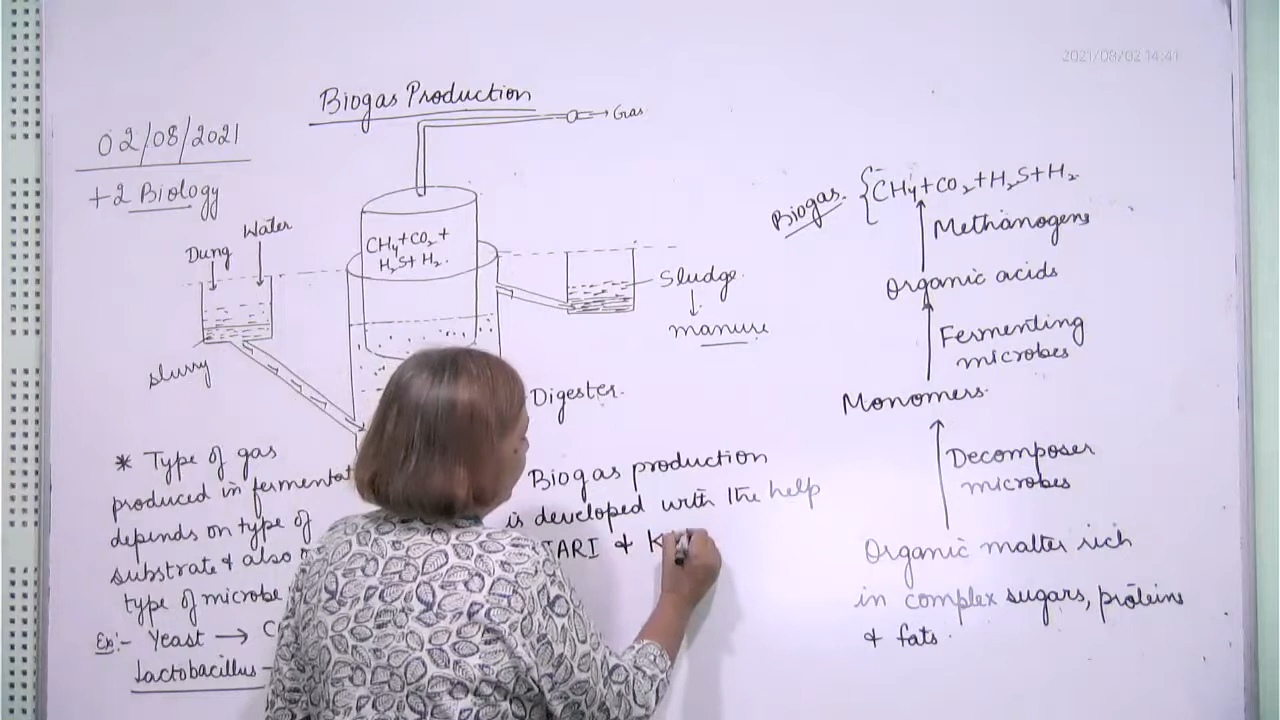 2021/08/02 14:41
Biogas Production
02/08/2021
+2 Biology
Gas
Water
Dung
CH4+CO2+
H2S+H2.
Slurry
Sludge
manure
Digester.
* Type of gas
produced in fermentat
depends on type of
substrate & also
type of microbe
Ex:- Yeast → C
Lactobacillus -
Biogas production
is developed with the help
IARI & K
Biogas. {CH4+CO2+H2S+H2
Methanogens
Organic acids
Fermenting
microbes
Monomers.
Decomposer
microbes
Organic matter rich
in complex sugars, proteins
& fats.